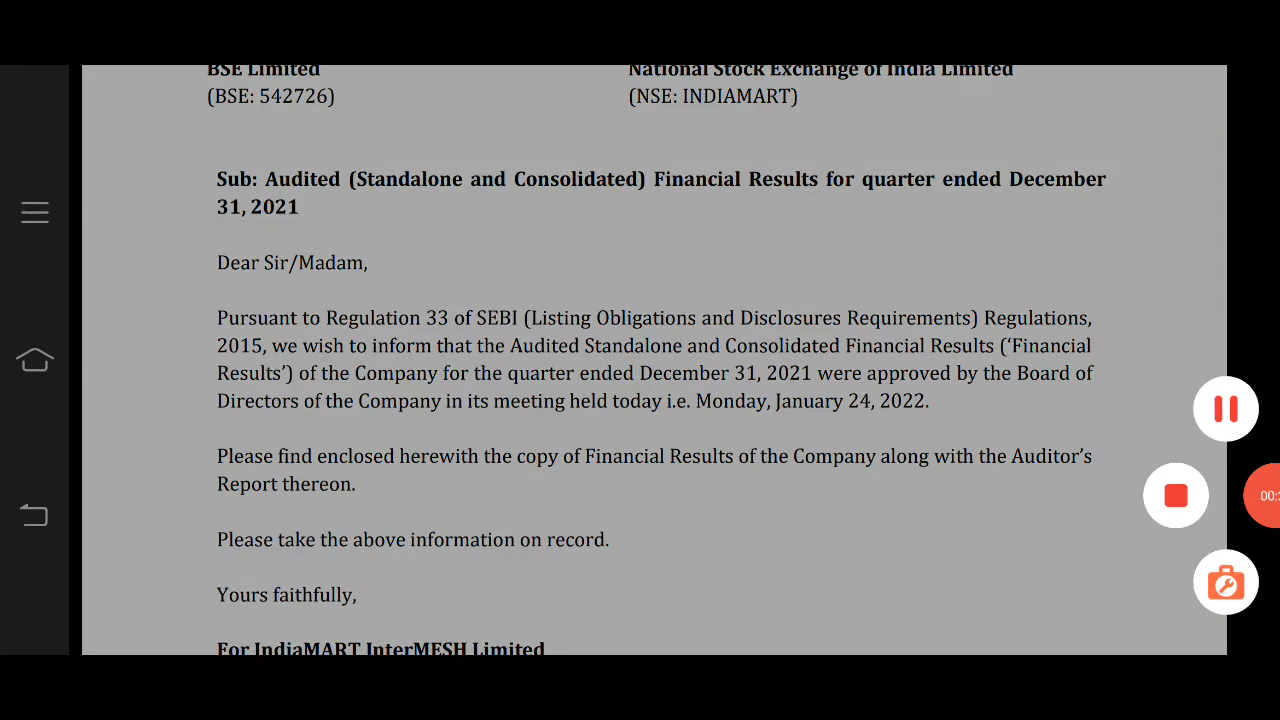 BSE Limited
National Stock Exchange of India Limited
(BSE: 542726)
(NSE: INDIAMART)
Sub: Audited (Standalone and Consolidated) Financial Results for quarter ended December
31, 2021
Dear Sir/Madam,
Pursuant to Regulation 33 of SEBI (Listing Obligations and Disclosures Requirements) Regulations,
2015, we wish to inform that the Audited Standalone and Consolidated Financial Results (‘Financial
Results’) of the Company for the quarter ended December 31, 2021 were approved by the Board of
Directors of the Company in its meeting held today i.e. Monday, January 24, 2022.
Please find enclosed herewith the copy of Financial Results of the Company along with the Auditor’s
Report thereon.
Please take the above information on record.
Yours faithfully,
For IndiaMART InterMESH Limited